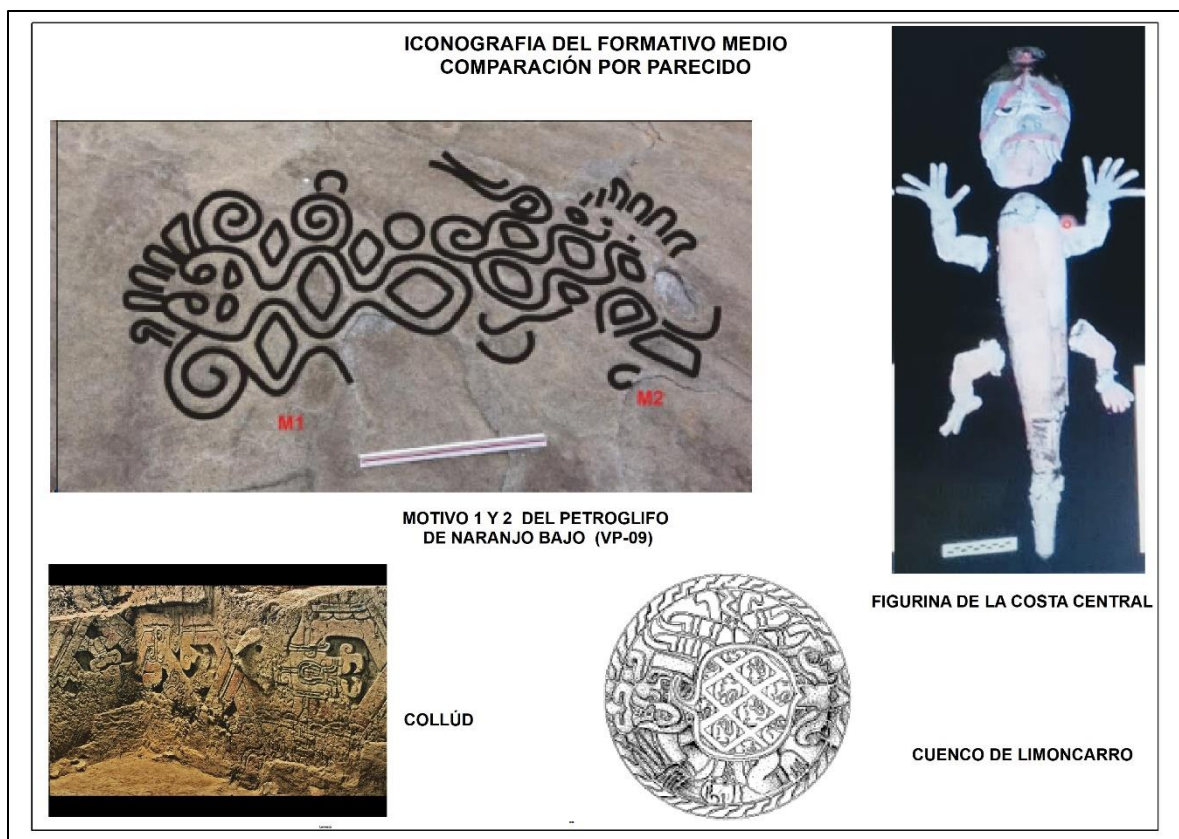 ICONOGRAFIA DEL FORMATIVO MEDIO
COMPARACIÓN POR PARECIDO
M1
M2
MOTIVO 1 Y 2 DEL PETROGLIFO
DE NARANJO BAJO (VP-09)
FIGURINA DE LA COSTA CENTRAL
COLLÚD
CUENCO DE LIMONCARRO